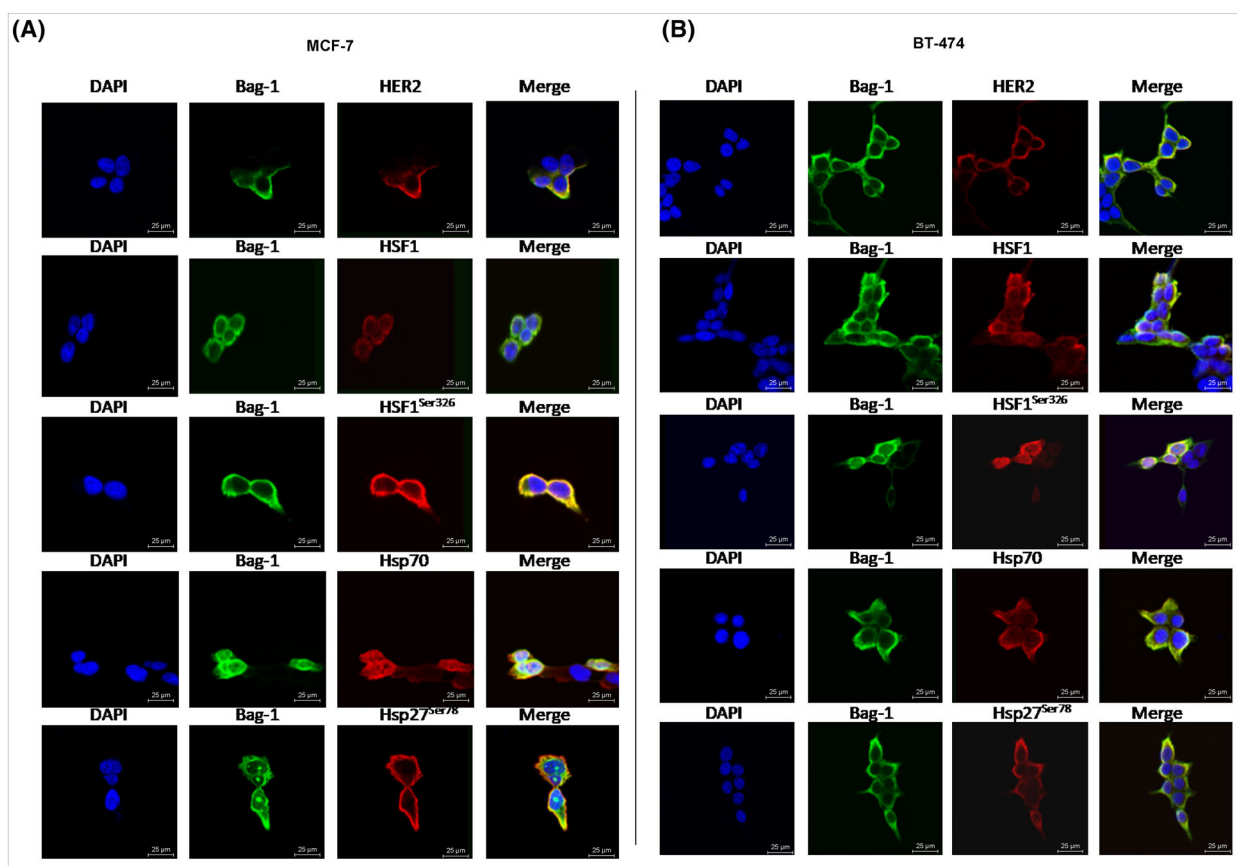 (A)
MCF-7
DAPI Bag-1 HER2 Merge
25 µm 25 µm 25 µm 25 µm
DAPI Bag-1 HSF1 Merge
25 µm 25 µm 25 µm 25 µm
DAPI Bag-1 HSF1Ser326 Merge
25 µm 25 µm 25 µm 25 µm
DAPI Bag-1 Hsp70 Merge
25 µm 25 µm 25 µm 25 µm
DAPI Bag-1 Hsp27Ser78 Merge
25 µm 25 µm 25 µm 25 µm
(B)
BT-474
DAPI Bag-1 HER2 Merge
25 µm 25 µm 25 µm 25 µm
DAPI Bag-1 HSF1 Merge
25 µm 25 µm 25 µm 25 µm
DAPI Bag-1 HSF1Ser326 Merge
25 µm 25 µm 25 µm 25 µm
DAPI Bag-1 Hsp70 Merge
25 µm 25 µm 25 µm 25 µm
DAPI Bag-1 Hsp27Ser78 Merge
25 µm 25 µm 25 µm 25 µm